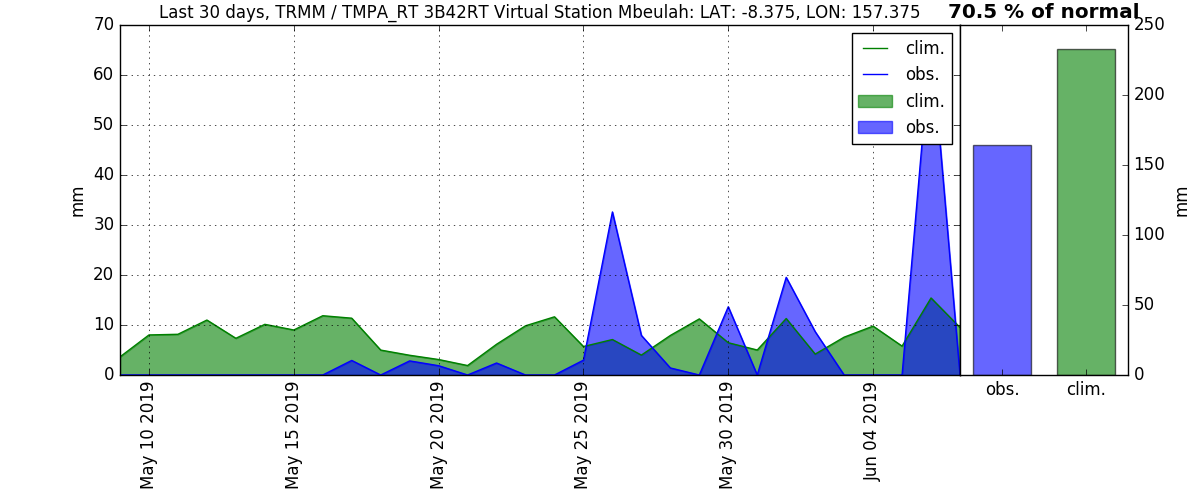 Last 30 days, TRMM / TMPA_RT 3B42RT Virtual Station Mbeulah: LAT: -8.375, LON: 157.375
70.5 % of normal
70
60
50
40
30
20
10
0
mm
clim.
obs.
clim.
obs.
250
200
150
100
50
0
mm
May 10 2019
May 15 2019
May 20 2019
May 25 2019
May 30 2019
Jun 04 2019
obs.
clim.